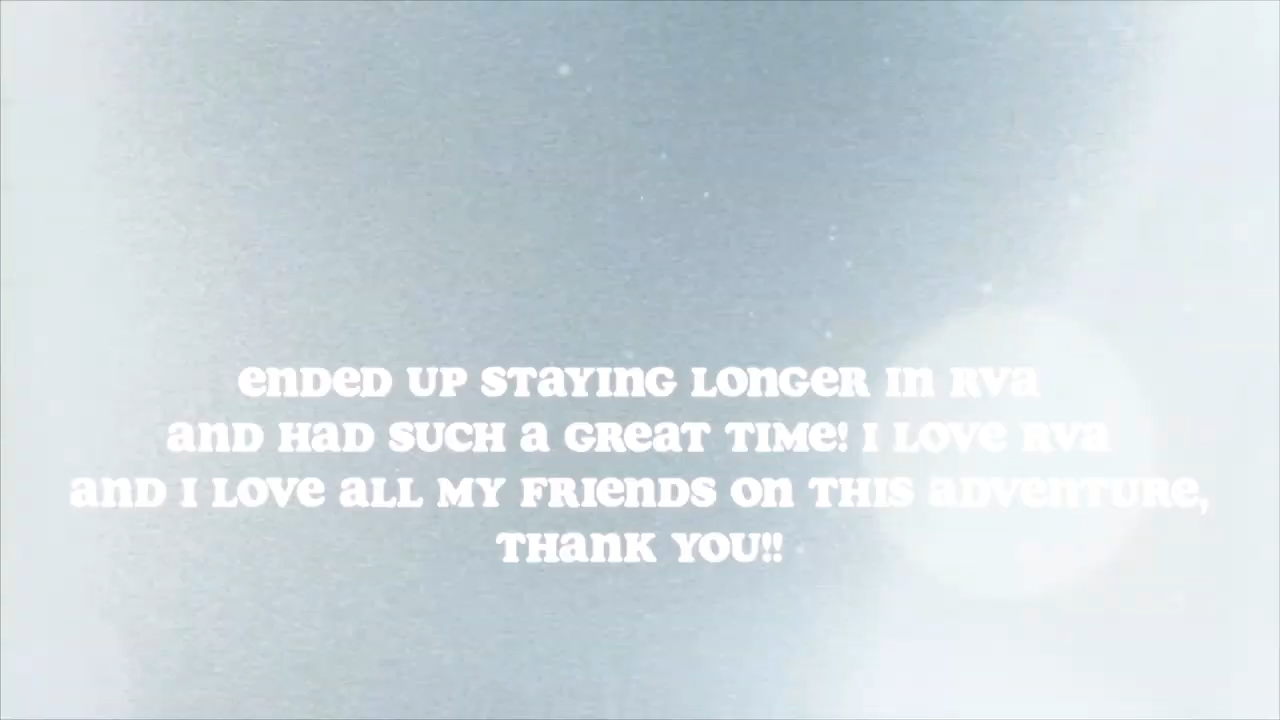 ended up staying longer in rva
and had such a great time! I love rva
and I love all my friends on this adventure,
thank you!!